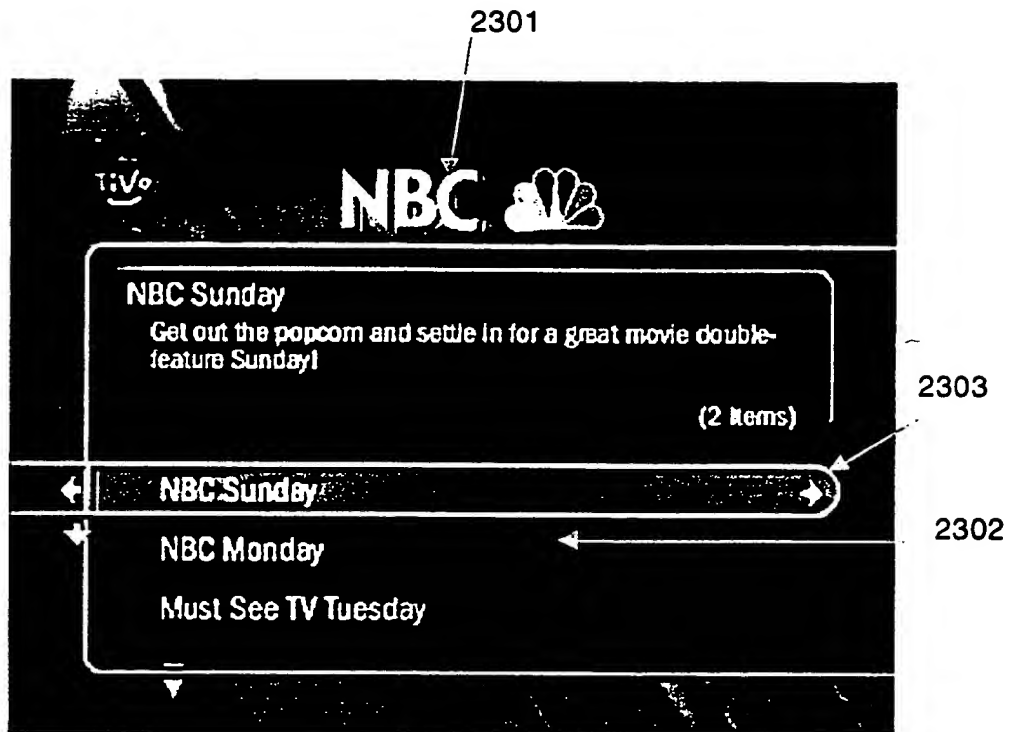 2301
TiVo
NBC
NBC Sunday
Get out the popcorn and settle in for a great movie double-
feature Sunday!
(2 items)
2303
NBC Sunday
2302
NBC Monday
Must See TV Tuesday